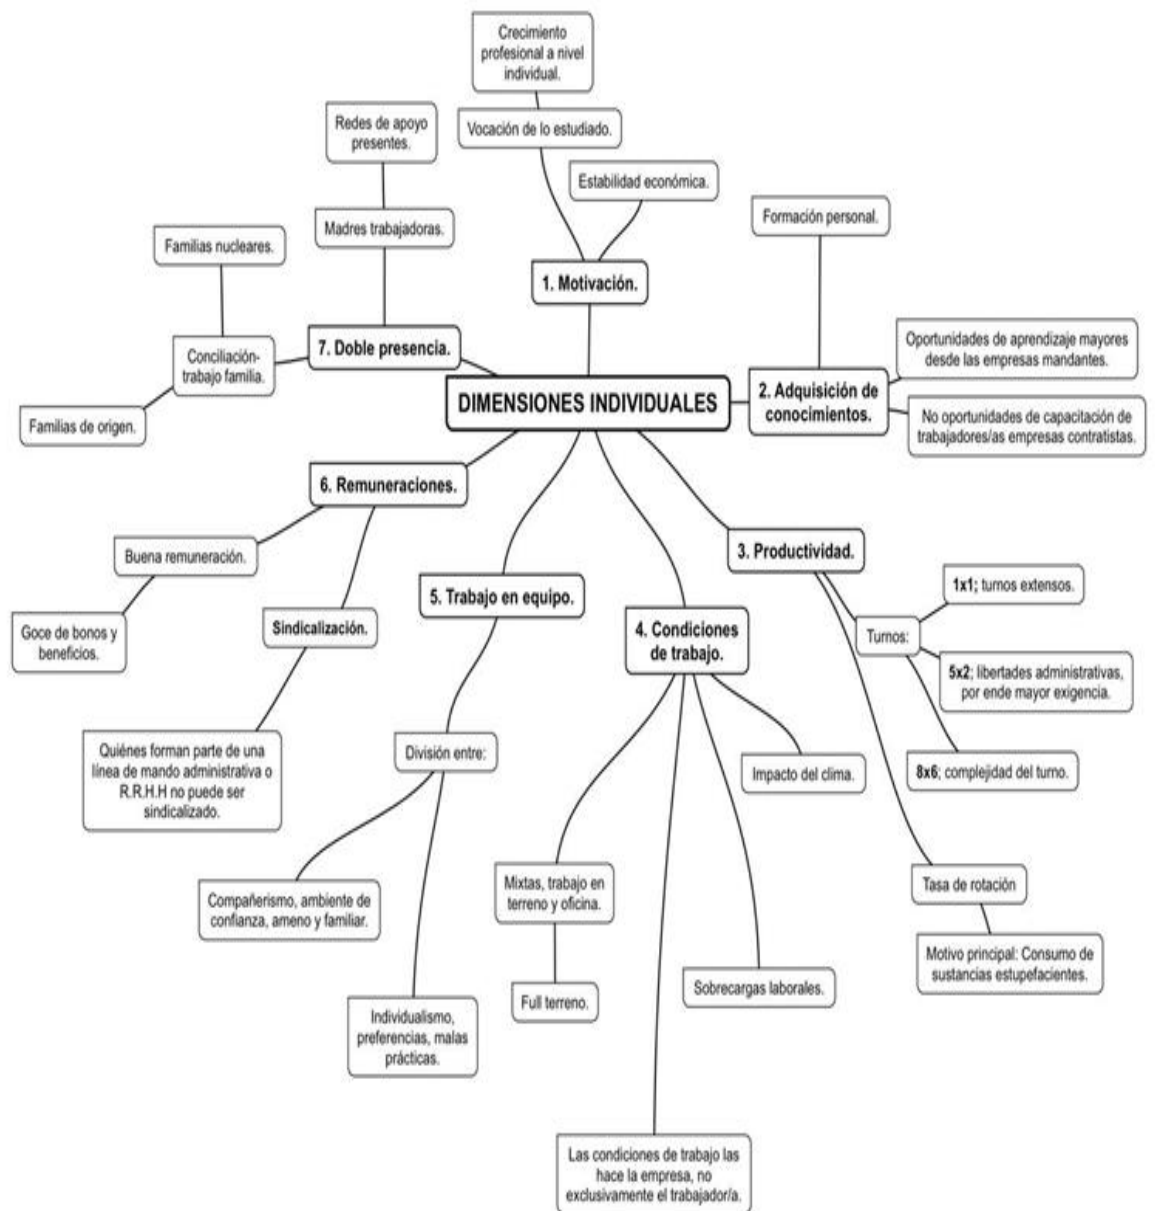 DIMENSIONES INDIVIDUALES
1. Motivación.
Vocación de lo estudiado.
Crecimiento
profesional a nivel
individual.
Estabilidad económica.
2. Adquisición de
conocimientos.
Formación personal.
Oportunidades de aprendizaje mayores
desde las empresas mandantes.
No oportunidades de capacitación de
trabajadores/as empresas contratistas.
3. Productividad.
Turnos:
1x1; turnos extensos.
5x2; libertades administrativas,
por ende mayor exigencia.
8x6; complejidad del turno.
Tasa de rotación
Motivo principal: Consumo de
sustancias estupefacientes.
4. Condiciones
de trabajo.
Impacto del clima.
Sobrecargas laborales.
Las condiciones de trabajo las
hace la empresa, no
exclusivamente el trabajador/a.
Mixtas, trabajo en
terreno y oficina.
Full terreno.
5. Trabajo en equipo.
División entre:
Compañerismo, ambiente de
confianza, ameno y familiar.
Individualismo,
preferencias, malas
prácticas.
6. Remuneraciones.
Buena remuneración.
Goce de bonos y
beneficios.
Sindicalización.
Quiénes forman parte de una
línea de mando administrativa o
R.R.H.H no puede ser
sindicalizado.
7. Doble presencia.
Madres trabajadoras.
Redes de apoyo
presentes.
Conciliación-
trabajo familia.
Familias nucleares.
Familias de origen.